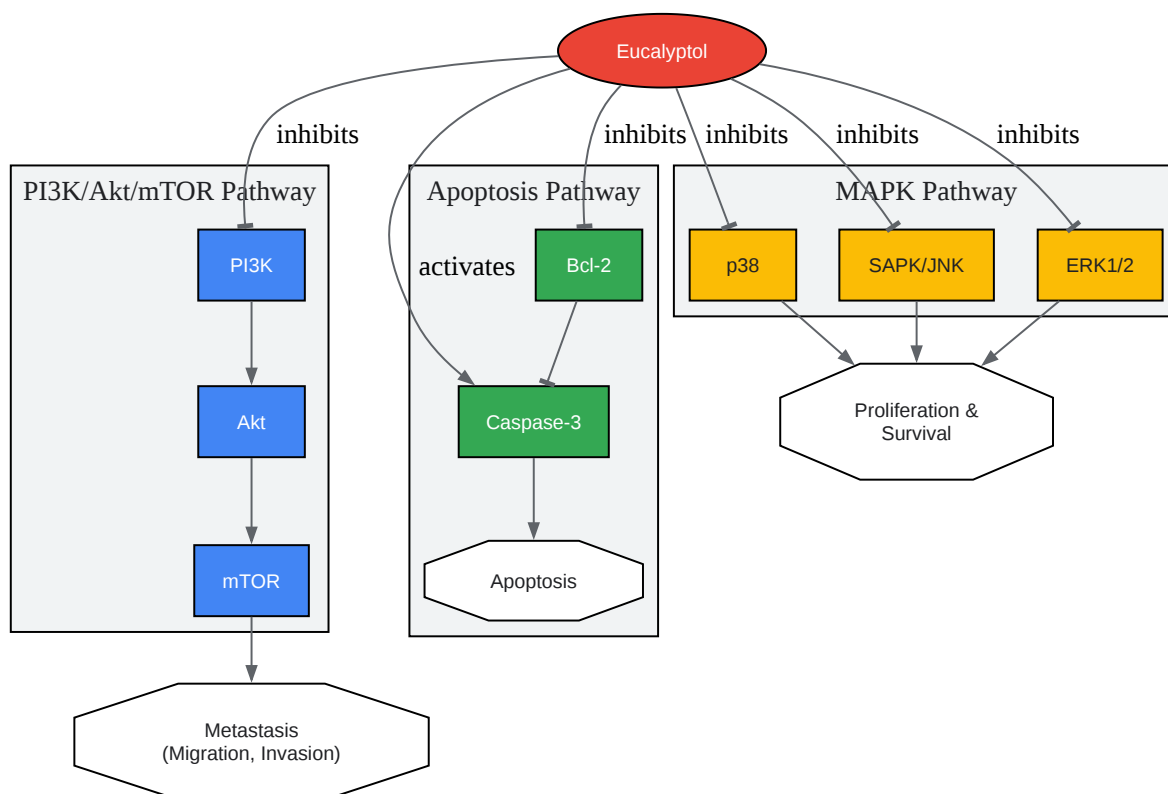 Eucalyptol
inhibits
inhibits
inhibits
inhibits
inhibits
PI3K/Akt/mTOR Pathway
Apoptosis Pathway
MAPK Pathway
PI3K
activates
Bcl-2
p38
SAPK/JNK
ERK1/2
Akt
Caspase-3
Proliferation &
Survival
mTOR
Apoptosis
Metastasis
(Migration, Invasion)